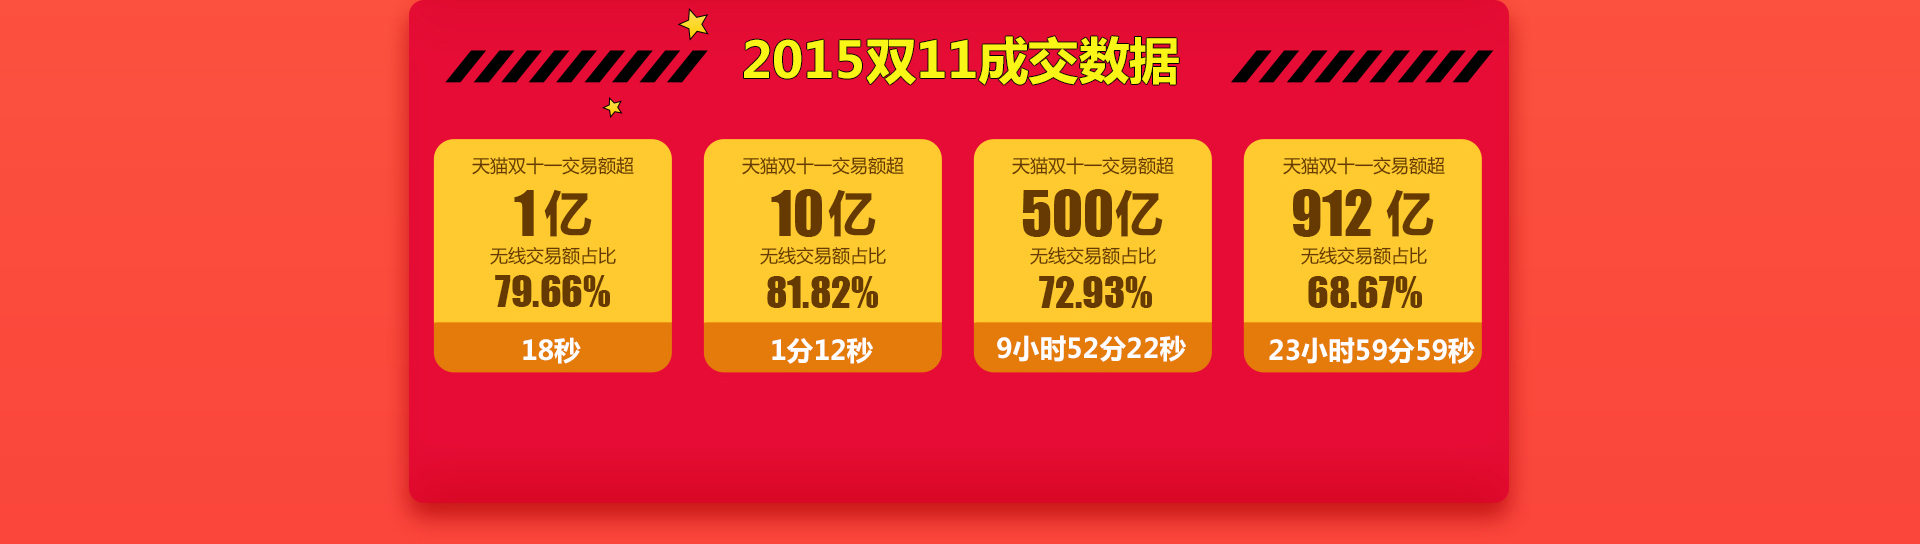 2015双11成交数据
天猫双十一交易额超
1亿
无线交易额占比
79.66%
18秒
天猫双十一交易额超
10亿
无线交易额占比
81.82%
1分12秒
天猫双十一交易额超
500亿
无线交易额占比
72.93%
9小时52分22秒
天猫双十一交易额超
912 亿
无线交易额占比
68.67%
23小时59分59秒